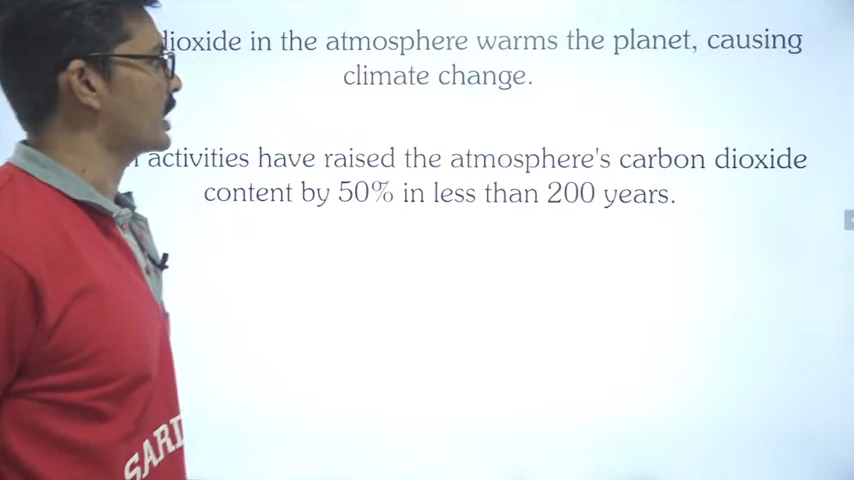 dioxide in the atmosphere warms the planet, causing
climate change.
activities have raised the atmosphere's carbon dioxide
content by 50% in less than 200 years.
SARD